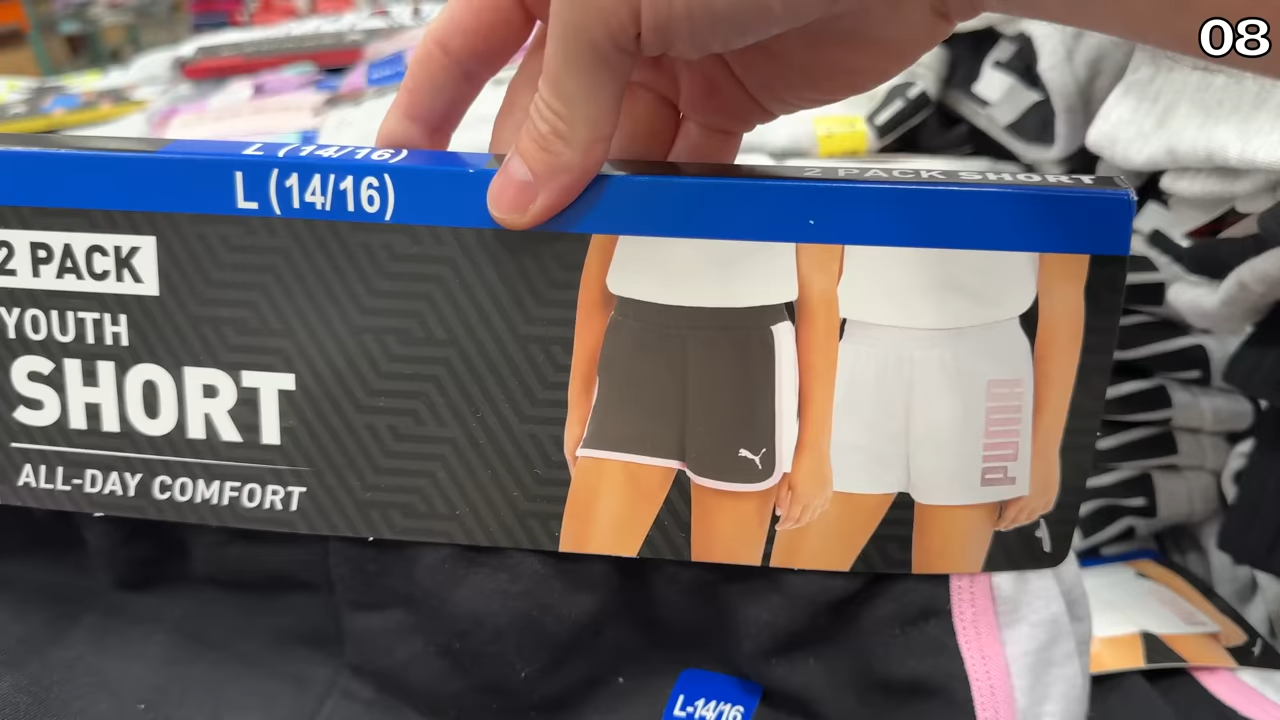 08
L (14/16)
2 PACK SHORT
L (14/16)
2 PACK
YOUTH
SHORT
ALL-DAY COMFORT
PUMA
L-14/16